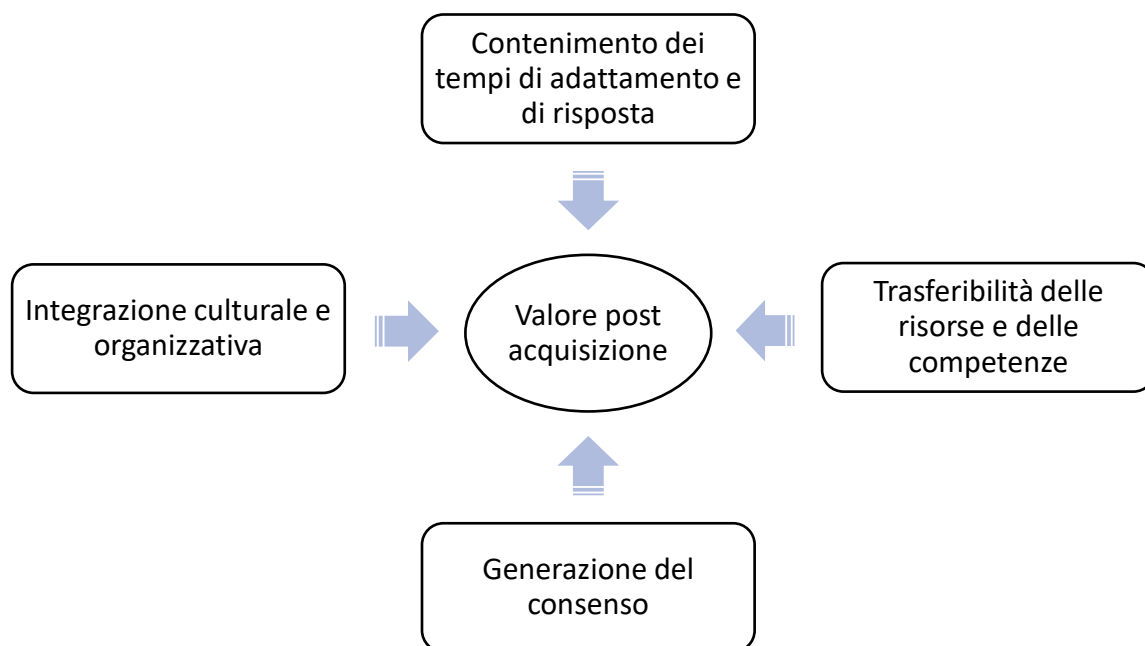 Contenimento dei
tempi di adattamento e
di risposta
Integrazione culturale e
organizzativa
Valore post
acquisizione
Trasferibilità delle
risorse e delle
competenze
Generazione del
consenso